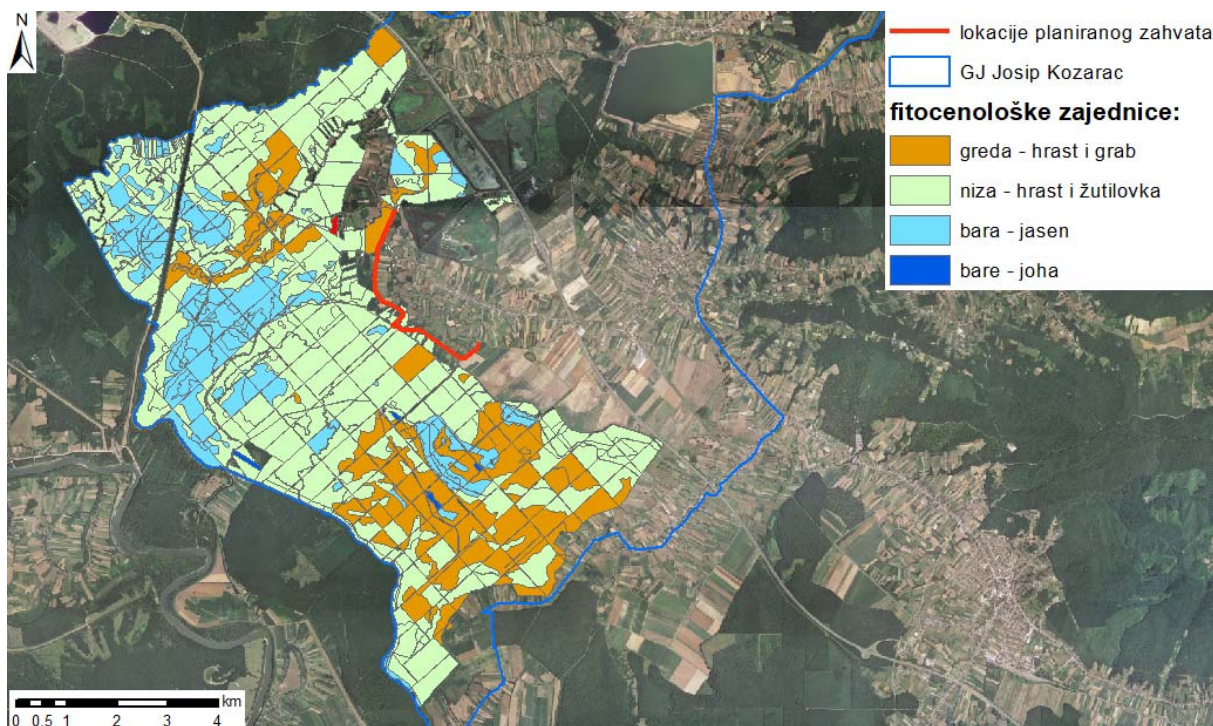 N
lokacije planiranog zahvata
GJ Josip Kozarac
fitocenološke zajednice:
greda - hrast i grab
niza - hrast i žutilovka
bara - jasen
bare - joha
km
0 0.5 1 2 3 4